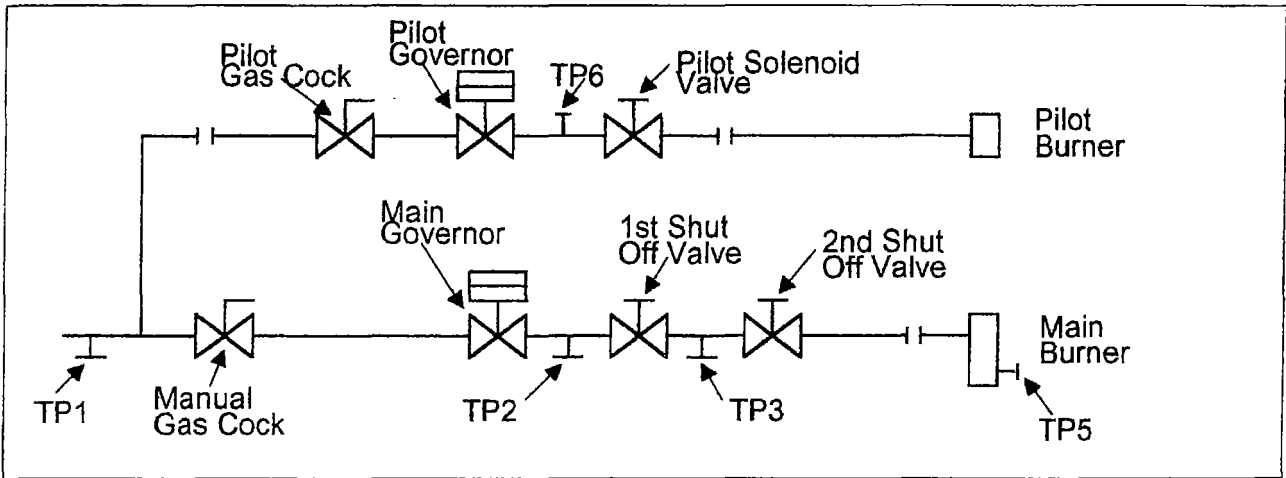 Pilot
Gas Cock
Pilot
Governor
TP6
Pilot Solenoid
Valve
Pilot
Burner
Main
Governor
1st Shut
Off Valve
2nd Shut
Off Valve
Main
Burner
TP1
Manual
Gas Cock
TP2
TP3
TP5